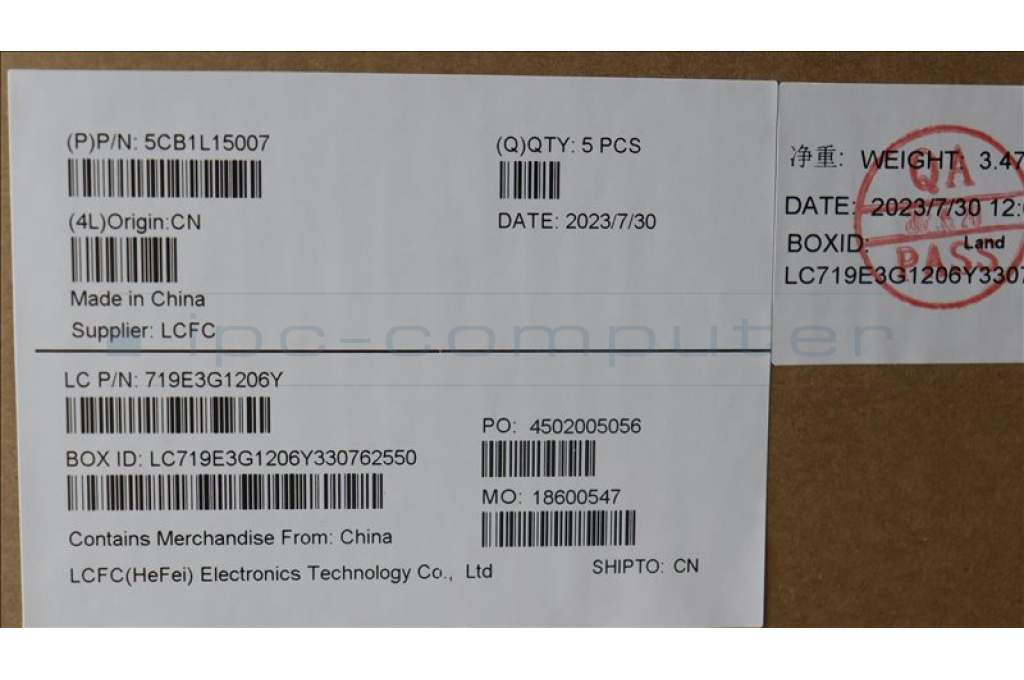 (P)P/N: 5CB1L15007
(Q)QTY: 5 PCS
(4L)Origin:CN
DATE: 2023/7/30
Made in China
Supplier: LCFC
LC P/N: 719E3G1206Y
PO: 4502005056
BOX ID: LC719E3G1206Y330762550
MO: 18600547
Contains Merchandise From: China
LCFC(HeFei) Electronics Technology Co., Ltd
SHIPTO: CN
净重: WEIGHT: 3.47
DATE: 2023/7/30 12:
BOXID: Land
LC719E3G1206Y3307
QA
PASS
ipc-computer